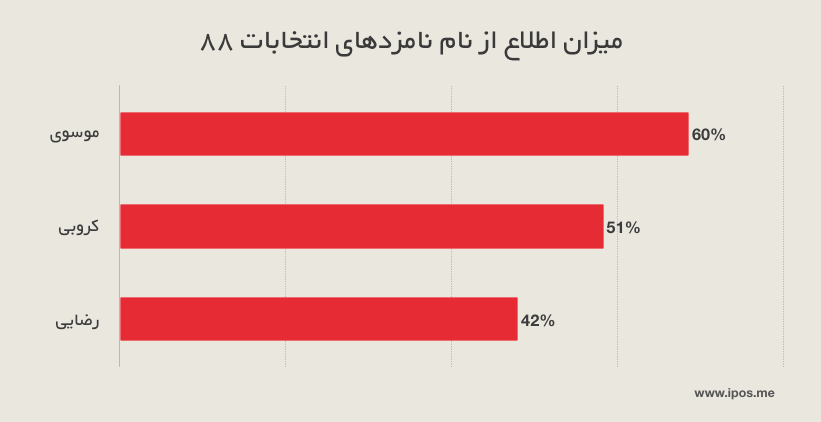 میزان اطلاع از نام نامزدهای انتخابات ۸۸
موسوی 60%
کروبی 51%
رضایی 42%
www.ipos.me